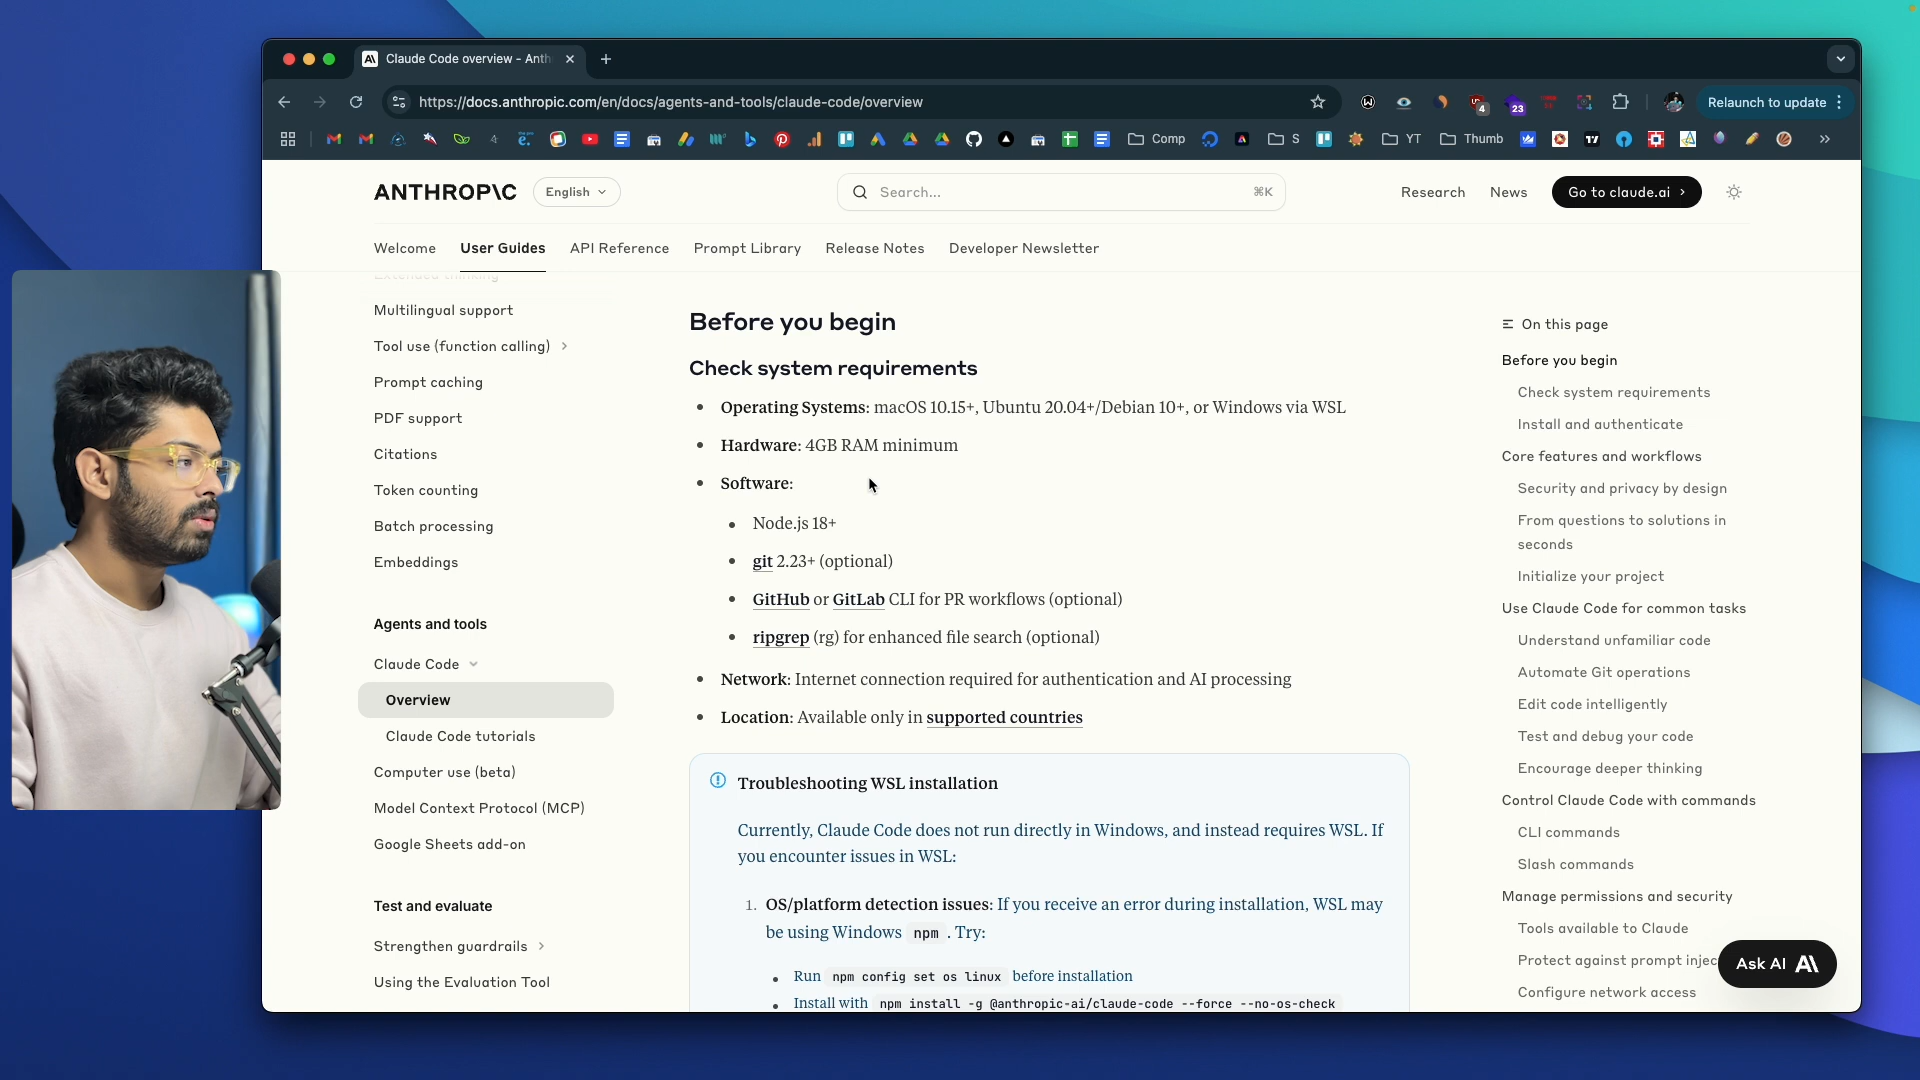 Claude Code overview - Anth
https://docs.anthropic.com/en/docs/agents-and-tools/claude-code/overview
4
23
Relaunch to update
Comp
S
YT
Thumb
ANTHROP\C
English
Search...
⌘K
Research
News
Go to claude.ai
Welcome
User Guides
API Reference
Prompt Library
Release Notes
Developer Newsletter
Extended thinking
Multilingual support
Tool use (function calling)
Prompt caching
PDF support
Citations
Token counting
Batch processing
Embeddings
Agents and tools
Claude Code
Overview
Claude Code tutorials
Computer use (beta)
Model Context Protocol (MCP)
Google Sheets add-on
Test and evaluate
Strengthen guardrails
Using the Evaluation Tool
Before you begin
Check system requirements
Operating Systems: macOS 10.15+, Ubuntu 20.04+/Debian 10+, or Windows via WSL
Hardware: 4GB RAM minimum
Software:
Node.js 18+
git 2.23+ (optional)
GitHub or GitLab CLI for PR workflows (optional)
ripgrep (rg) for enhanced file search (optional)
Network: Internet connection required for authentication and AI processing
Location: Available only in supported countries
Troubleshooting WSL installation
Currently, Claude Code does not run directly in Windows, and instead requires WSL. If
you encounter issues in WSL:
1. OS/platform detection issues: If you receive an error during installation, WSL may
be using Windows npm . Try:
Run npm config set os linux before installation
Install with npm install -g @anthropic-ai/claude-code --force --no-os-check
On this page
Before you begin
Check system requirements
Install and authenticate
Core features and workflows
Security and privacy by design
From questions to solutions in
seconds
Initialize your project
Use Claude Code for common tasks
Understand unfamiliar code
Automate Git operations
Edit code intelligently
Test and debug your code
Encourage deeper thinking
Control Claude Code with commands
CLI commands
Slash commands
Manage permissions and security
Tools available to Claude
Protect against prompt injec
Configure network access
Ask AI